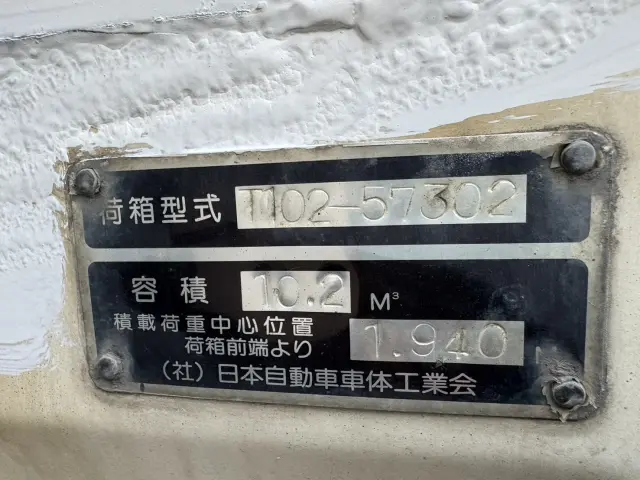 荷箱型式 T102-57302
容積 10.2 M³
積載荷重中心位置
荷箱前端より 1.940
(社)日本自動車車体工業会